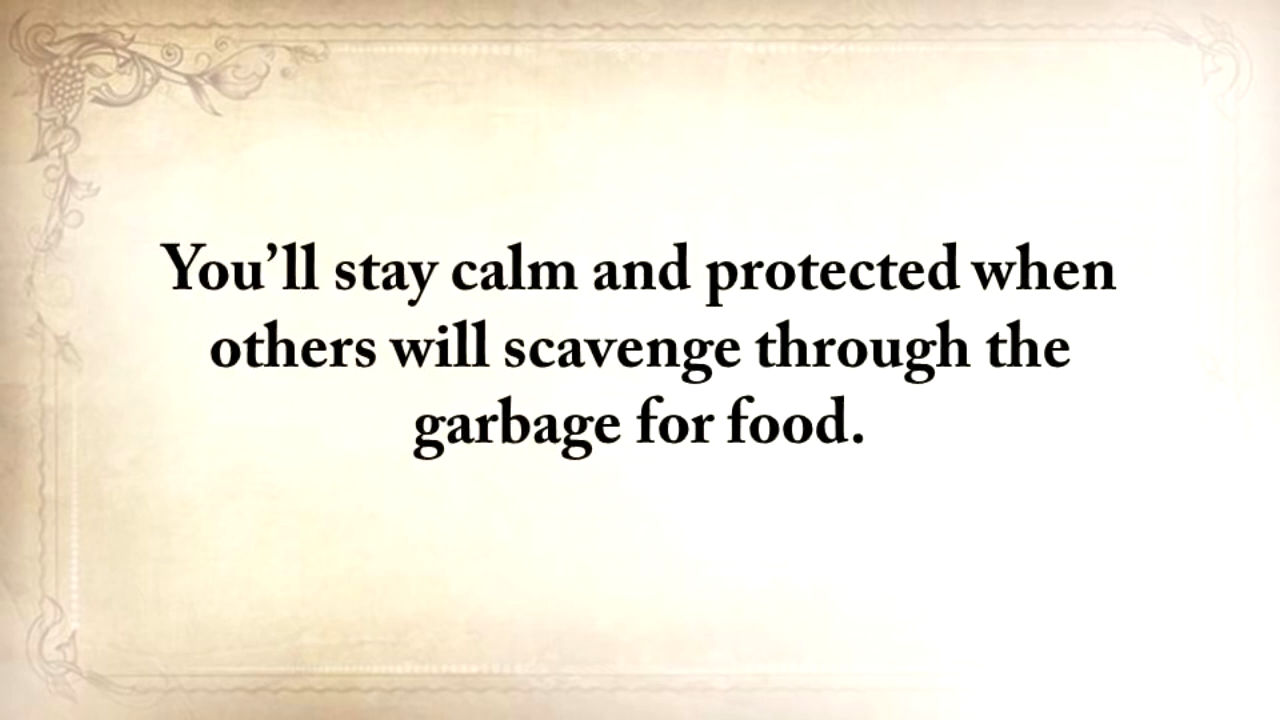 You’ll stay calm and protected when
others will scavenge through the
garbage for food.